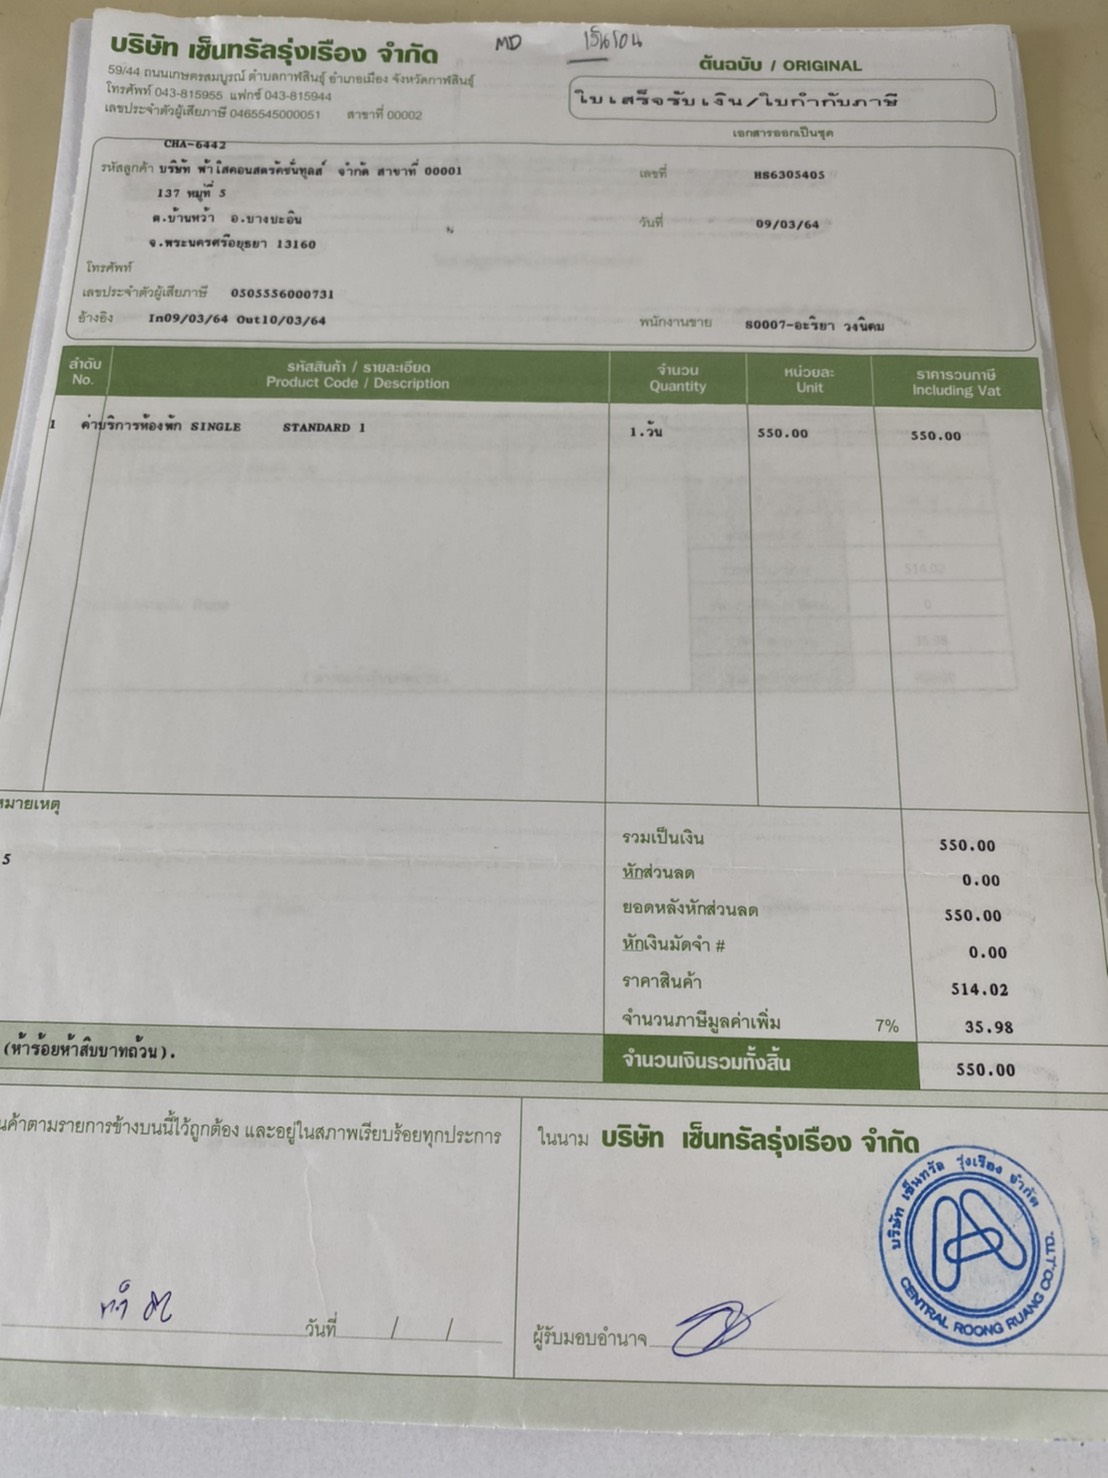 MD
บริษัท เซ็นทรัลรุ่งเรือง จำกัด
59/44 ถนนเกษตรสมบูรณ์ ตำบลกาฬสินธุ์ อำเภอเมือง จังหวัดกาฬสินธุ์
โทรศัพท์ 043-815955 แฟกซ์ 043-815944
เลขประจำตัวผู้เสียภาษี 0465545000051 สาขาที่ 00002
ต้นฉบับ / ORIGINAL
ใบเสร็จรับเงิน/ใบกำกับภาษี
เอกสารออกเป็นชุด
CHA-6442
รหัสลูกค้า บริษัท ฟ้าใสคอนสตรัคชั่นทูลส์ จำกัด สาขาที่ 00001
137 หมู่ที่ 5
ต.บ้านหว้า อ.บางปะอิน
จ.พระนครศรีอยุธยา 13160
โทรศัพท์
เลขประจำตัวผู้เสียภาษี 0505556000731
อ้างอิง In09/03/64 Out10/03/64
เลขที่ HS6305405
วันที่ 09/03/64
พนักงานขาย S0007-อะริยา วงนิคม
ลำดับ รหัสสินค้า / รายละเอียด จำนวน หน่วยละ ราคารวมภาษี
No. Product Code / Description Quantity Unit Including Vat
1 ค่าบริการห้องพัก SINGLE STANDARD 1 1.วัน 550.00 550.00
หมายเหตุ
5
รวมเป็นเงิน 550.00
หักส่วนลด 0.00
ยอดหลังหักส่วนลด 550.00
หักเงินมัดจำ # 0.00
ราคาสินค้า 514.02
จำนวนภาษีมูลค่าเพิ่ม 7% 35.98
(ห้าร้อยห้าสิบบาทถ้วน). จำนวนเงินรวมทั้งสิ้น 550.00
นค้าตามรายการข้างบนนี้ไว้ถูกต้อง และอยู่ในสภาพเรียบร้อยทุกประการ
ในนาม บริษัท เซ็นทรัลรุ่งเรือง จำกัด
บริษัท เซ็นทรัล รุ่งเรือง จำกัด
CENTRAL ROONG RUANG CO.,LTD.
วันที่ / /
ผู้รับมอบอำนาจ